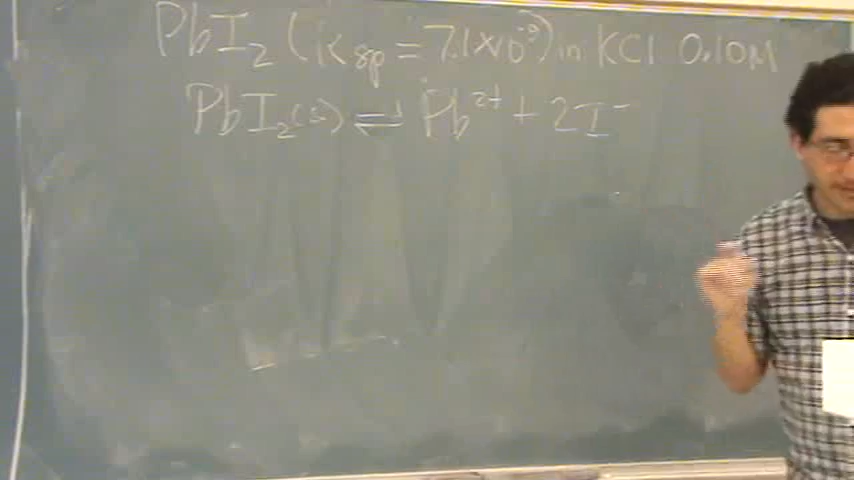 PbI₂ (Ksp = 7.1×10⁻⁹) in KCl 0.10M
PbI₂(s) ⇌ Pb²⁺ + 2I⁻